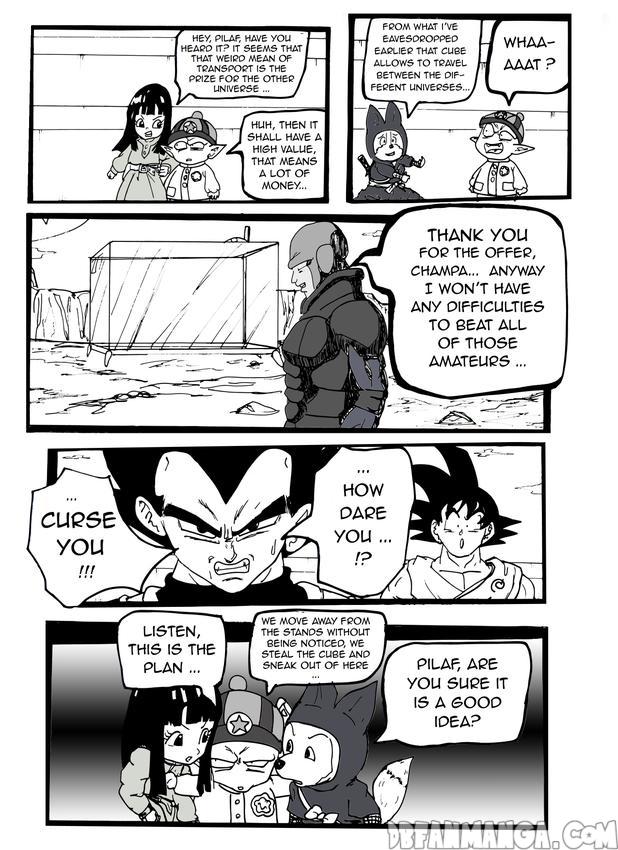 HEY, PILAF, HAVE YOU
HEARD IT? IT SEEMS THAT
THAT WEIRD MEAN OF
TRANSPORT IS THE
PRIZE FOR THE OTHER
UNIVERSE ...
HUH, THEN IT
SHALL HAVE A
HIGH VALUE,
THAT MEANS
A LOT OF
MONEY...
FROM WHAT I'VE
EAVESDROPPED
EARLIER THAT CUBE
ALLOWS TO TRAVEL
BETWEEN THE DIF-
FERENT UNIVERSES...
WHAA-
AAAT ?
THANK YOU
FOR THE OFFER,
CHAMPA... ANYWAY
I WON'T HAVE
ANY DIFFICULTIES
TO BEAT ALL
OF THOSE
AMATEURS ...
...
CURSE
YOU
!!!
...
HOW
DARE
YOU ...
!?
LISTEN,
THIS IS THE
PLAN ...
WE MOVE AWAY FROM
THE STANDS WITHOUT
BEING NOTICED, WE
STEAL THE CUBE AND
SNEAK OUT OF HERE
...
PILAF, ARE
YOU SURE IT
IS A GOOD
IDEA?
DBFANMANGA.COM